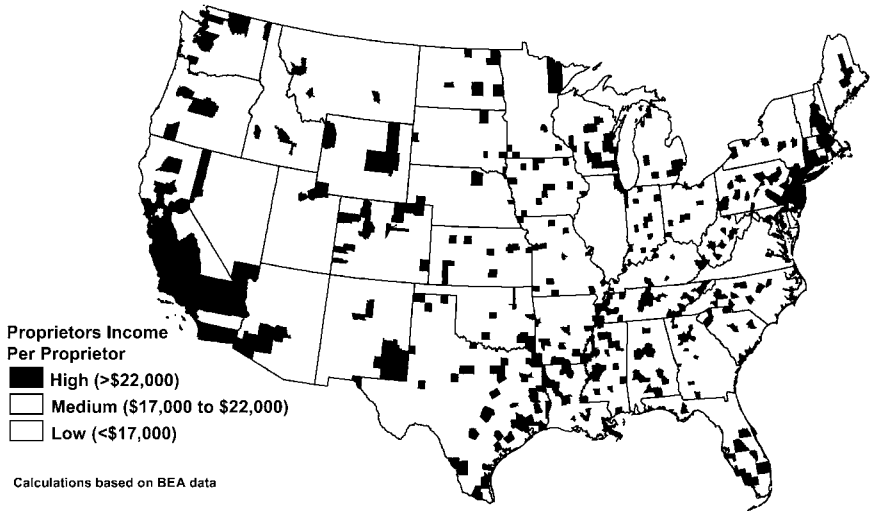 Proprietors Income
Per Proprietor
High (>$22,000)
Medium ($17,000 to $22,000)
Low (<$17,000)
Calculations based on BEA data